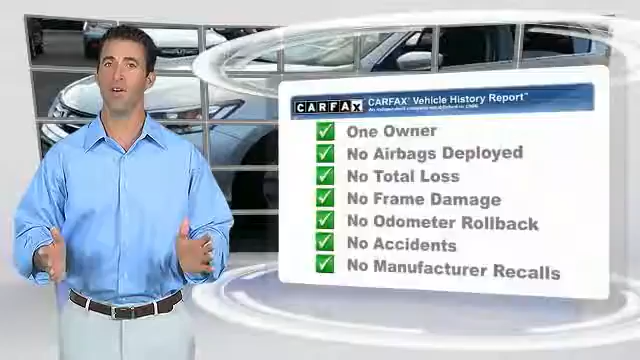 CARFAX CARFAX® Vehicle History Report™
One Owner
No Airbags Deployed
No Total Loss
No Frame Damage
No Odometer Rollback
No Accidents
No Manufacturer Recalls